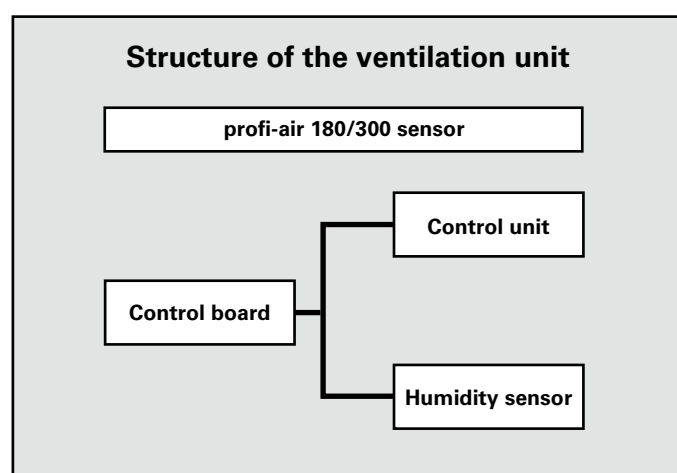 Structure of the ventilation unit
profi-air 180/300 sensor
Control unit
Control board
Humidity sensor